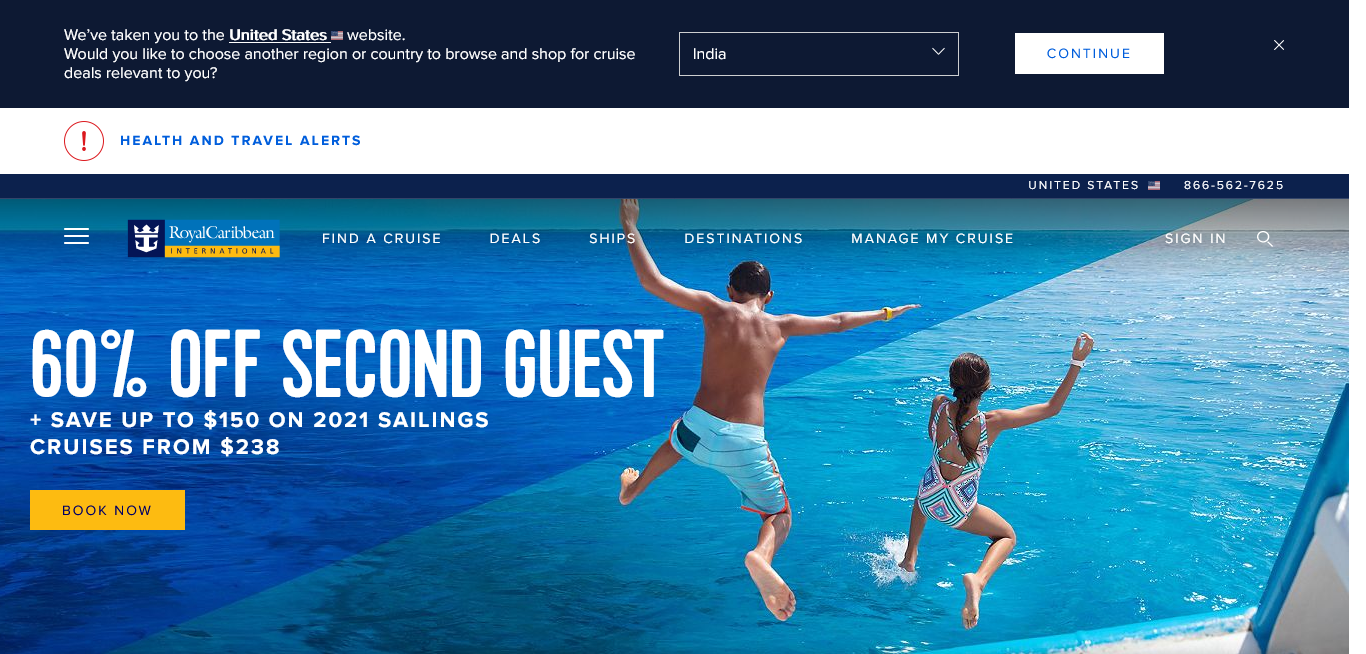 We've taken you to the United States website.
Would you like to choose another region or country to browse and shop for cruise
deals relevant to you?
India
CONTINUE
! HEALTH AND TRAVEL ALERTS
UNITED STATES 866-562-7625
RoyalCaribbean
INTERNATIONAL
FIND A CRUISE DEALS SHIPS DESTINATIONS MANAGE MY CRUISE SIGN IN
60% OFF SECOND GUEST
+ SAVE UP TO $150 ON 2021 SAILINGS
CRUISES FROM $238
BOOK NOW